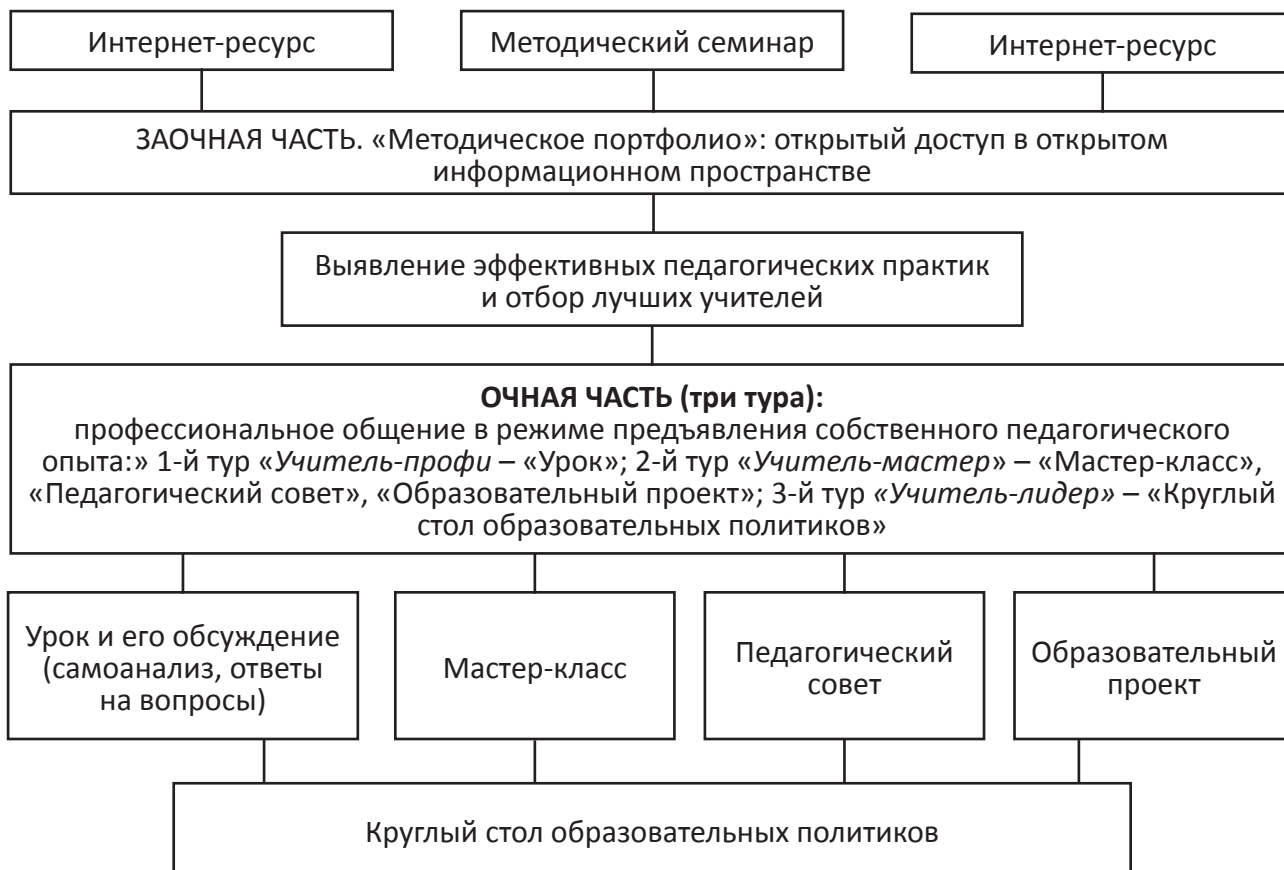 Интернет-ресурс
Методический семинар
Интернет-ресурс
ЗАОЧНАЯ ЧАСТЬ. «Методическое портфолио»: открытый доступ в открытом
информационном пространстве
Выявление эффективных педагогических практик
и отбор лучших учителей
ОЧНАЯ ЧАСТЬ (три тура):
профессиональное общение в режиме предъявления собственного педагогического
опыта:» 1-й тур «Учитель-профи – «Урок»; 2-й тур «Учитель-мастер» – «Мастер-класс»,
«Педагогический совет», «Образовательный проект»; 3-й тур «Учитель-лидер» – «Круглый
стол образовательных политиков»
Урок и его обсуждение
(самоанализ, ответы
на вопросы)
Мастер-класс
Педагогический
совет
Образовательный
проект
Круглый стол образовательных политиков